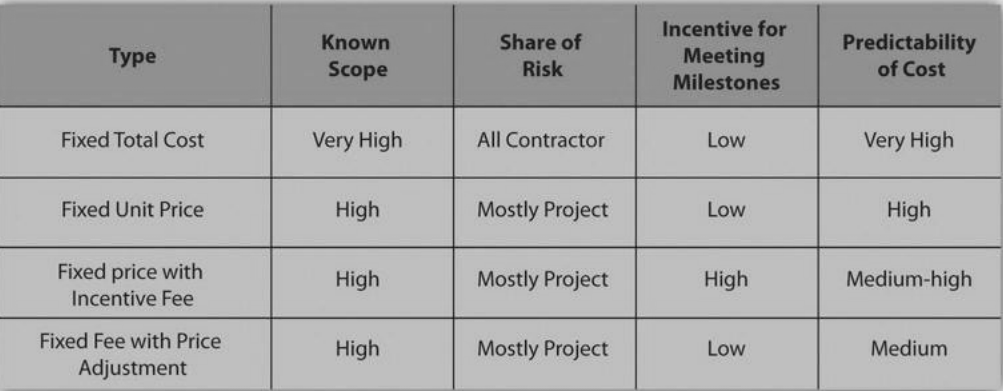 Type
Known
Scope
Share of
Risk
Incentive for
Meeting
Milestones
Predictability
of Cost
Fixed Total Cost
Very High
All Contractor
Low
Very High
Fixed Unit Price
High
Mostly Project
Low
High
Fixed price with
Incentive Fee
High
Mostly Project
High
Medium-high
Fixed Fee with Price
Adjustment
High
Mostly Project
Low
Medium